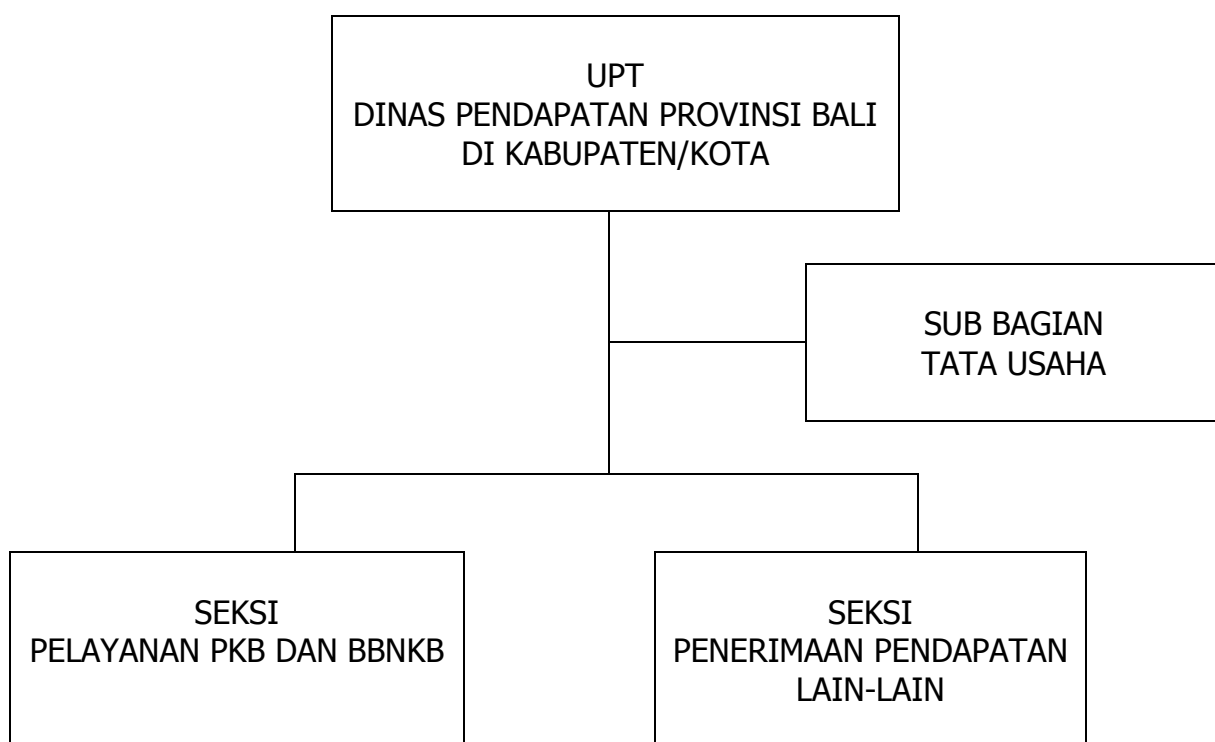 UPT
DINAS PENDAPATAN PROVINSI BALI
DI KABUPATEN/KOTA
SUB BAGIAN
TATA USAHA
SEKSI
PELAYANAN PKB DAN BBNKB
SEKSI
PENERIMAAN PENDAPATAN
LAIN-LAIN